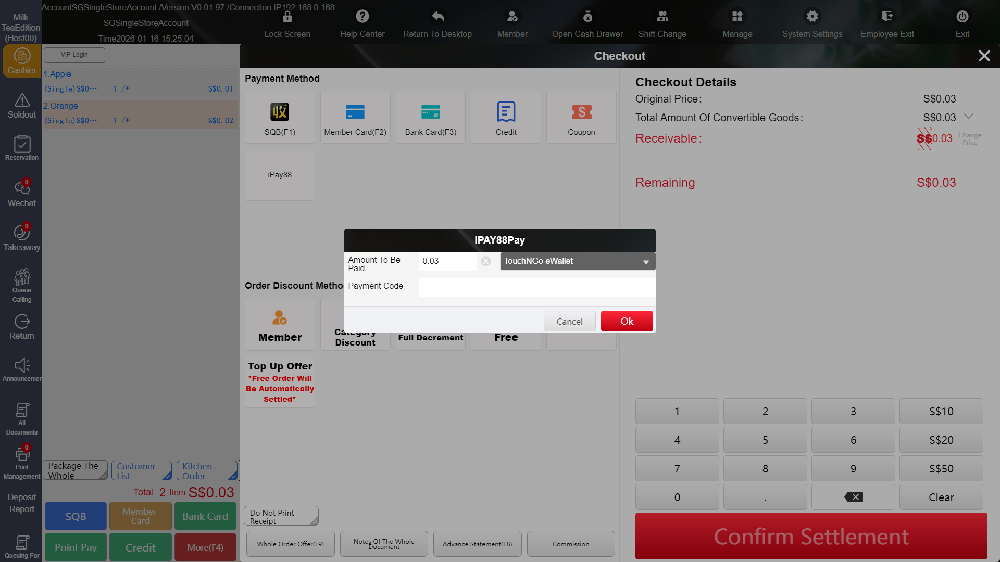 AccountSGSingleStoreAccount /Version V0.01.97 /Connection IP192.168.0.168
SGSingleStoreAccount
Time2026-01-16 15:25:04
Milk
TeaEdition
(Host00)
Lock Screen
Help Center
Return To Desktop
Member
Open Cash Drawer
Shift Change
Manage
System Settings
Employee Exit
Exit
Cashier
Soldout
Reservation
0
Wechat
0
Takeaway
Queue
Calling
Return
Announcemer
All
Documents
0
Print
Management
Deposit
Report
Queuing For
VIP Login
1.Apple
(Single)S$0··· 1 /* S$0.01
2.Orange
(Single)S$0··· 1 /* S$0.02
Package The
Whole
Customer
List
Kitchen
Order
Total 2 Item S$0.03
SQB
Member
Card
Bank Card
Point Pay
Credit
More(F4)
Checkout
Payment Method
收
SQB(F1)
Member Card(F2)
Bank Card(F3)
Credit
Coupon
iPay88
Order Discount Metho
Member
Category
Discount
Full Decrement
Free
Top Up Offer
*Free Order Will
Be Automatically
Settled*
Do Not Print
Receipt
Whole Order Offer(F9)
Notes Of The Whole
Document
Advance Statement(F8)
Commission
IPAY88Pay
Amount To Be
Paid
0.03
X
TouchNGo eWallet
Payment Code
Cancel
Ok
Checkout Details
Original Price: S$0.03
Total Amount Of Convertible Goods: S$0.03
Receivable: S$0.03
Change
Price
Remaining S$0.03
1 2 3 S$10
4 5 6 S$20
7 8 9 S$50
0 . Clear
Confirm Settlement